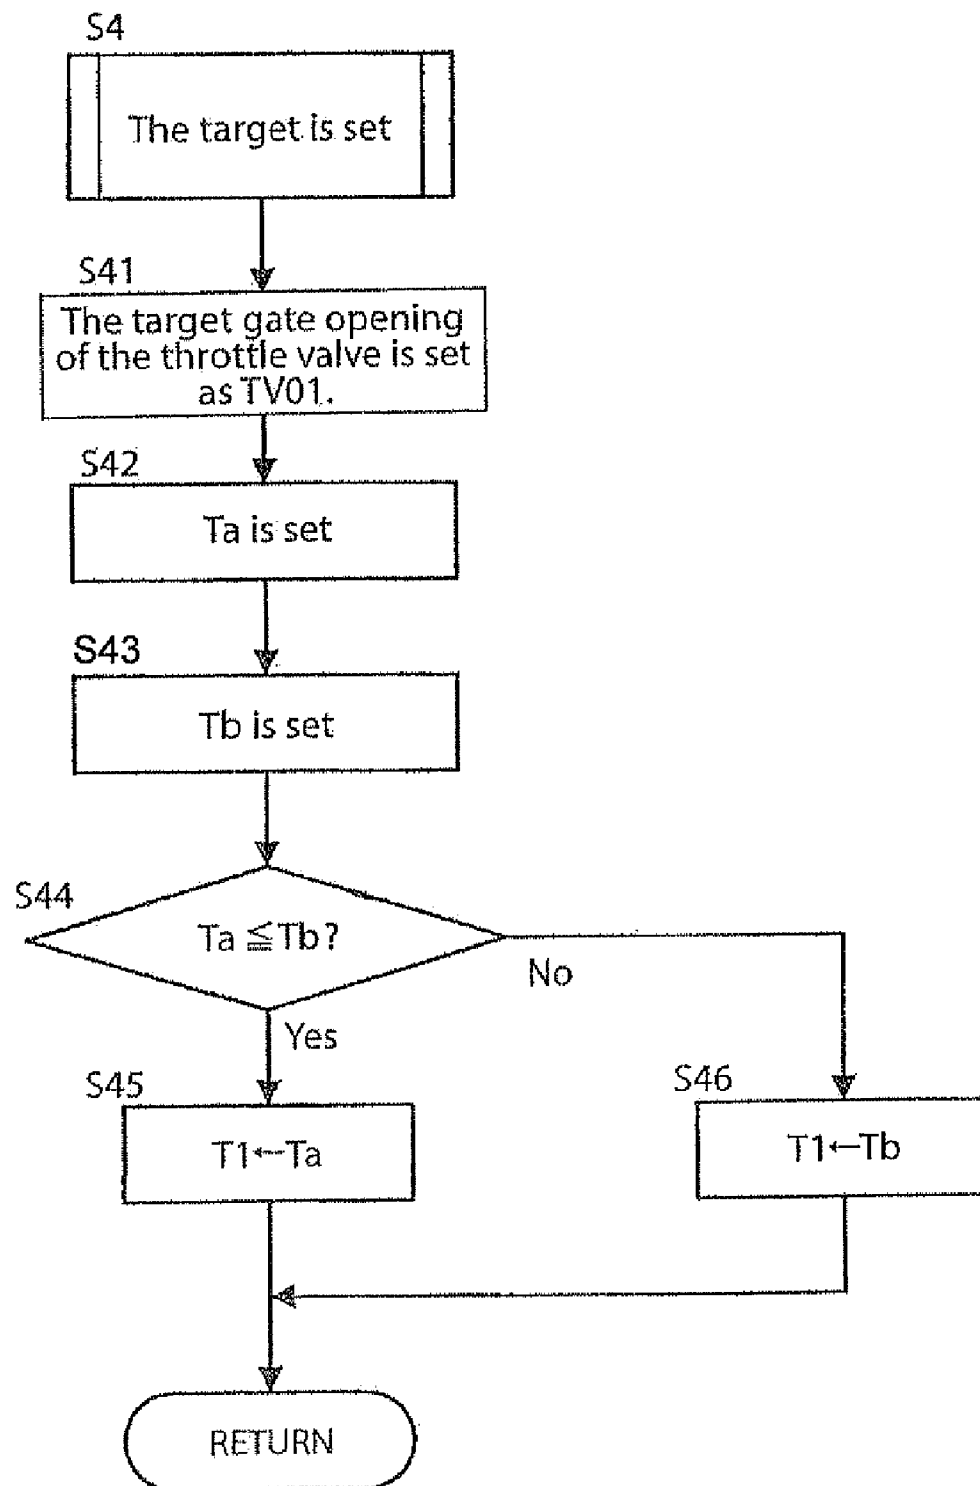 S4
The target is set
S41
The target gate opening
of the throttle valve is set
as TV01.
S42
Ta is set
S43
Tb is set
S44
Ta ≦ Tb?
No
Yes
S45
T1←Ta
S46
T1←Tb
RETURN